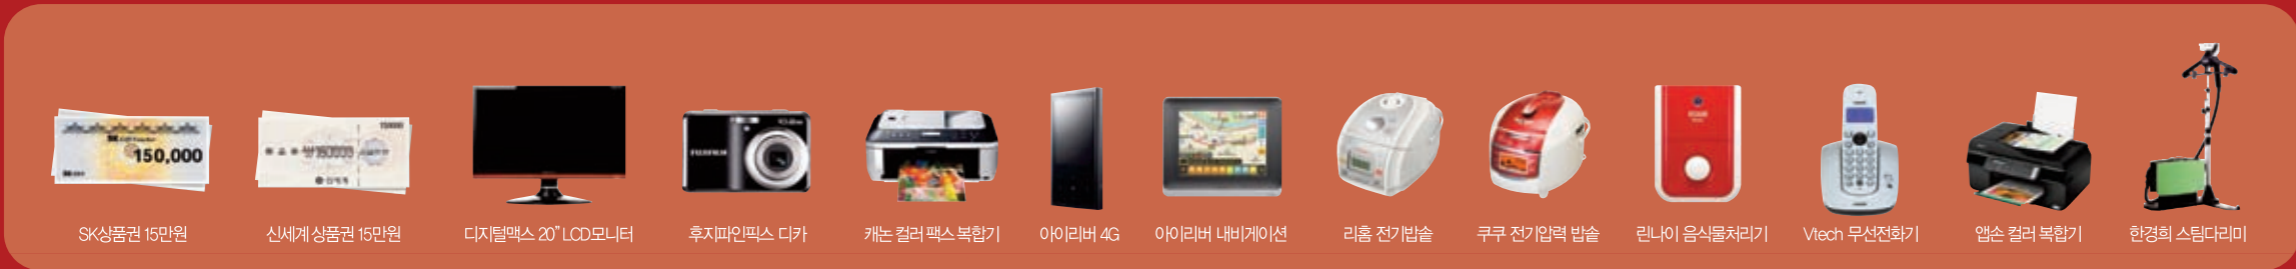 150,000
15000
FUJIFILM
SK상품권 15만원
신세계 상품권 15만원
디지털맥스 20" LCD모니터
후지파인픽스 디카
캐논 컬러 팩스 복합기
아이리버 4G
아이리버 내비게이션
리홈 전기밥솥
쿠쿠 전기압력 밥솥
린나이 음식물처리기
Vtech 무선전화기
앱손 컬러 복합기
한경희 스팀다리미